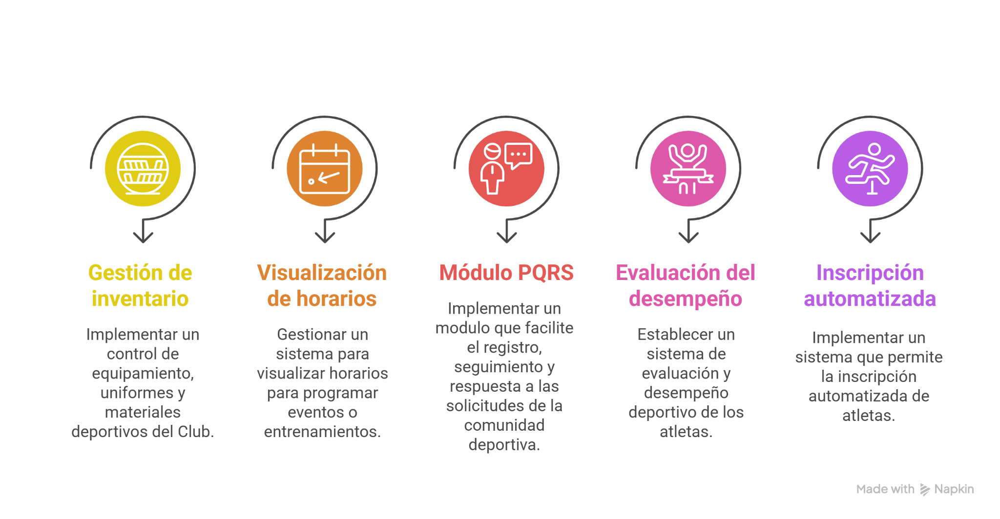 Gestión de
inventario
Implementar un
control de
equipamiento,
uniformes y
materiales
deportivos del Club.
Visualización
de horarios
Gestionar un
sistema para
visualizar horarios
para programar
eventos o
entrenamientos.
Módulo PQRS
Implementar un
modulo que facilite
el registro,
seguimiento y
respuesta a las
solicitudes de la
comunidad
deportiva.
Evaluación del
desempeño
Establecer un
sistema de
evaluación y
desempeño
deportivo de los
atletas.
Inscripción
automatizada
Implementar un
sistema que permite
la inscripción
automatizada de
atletas.
Made with Napkin